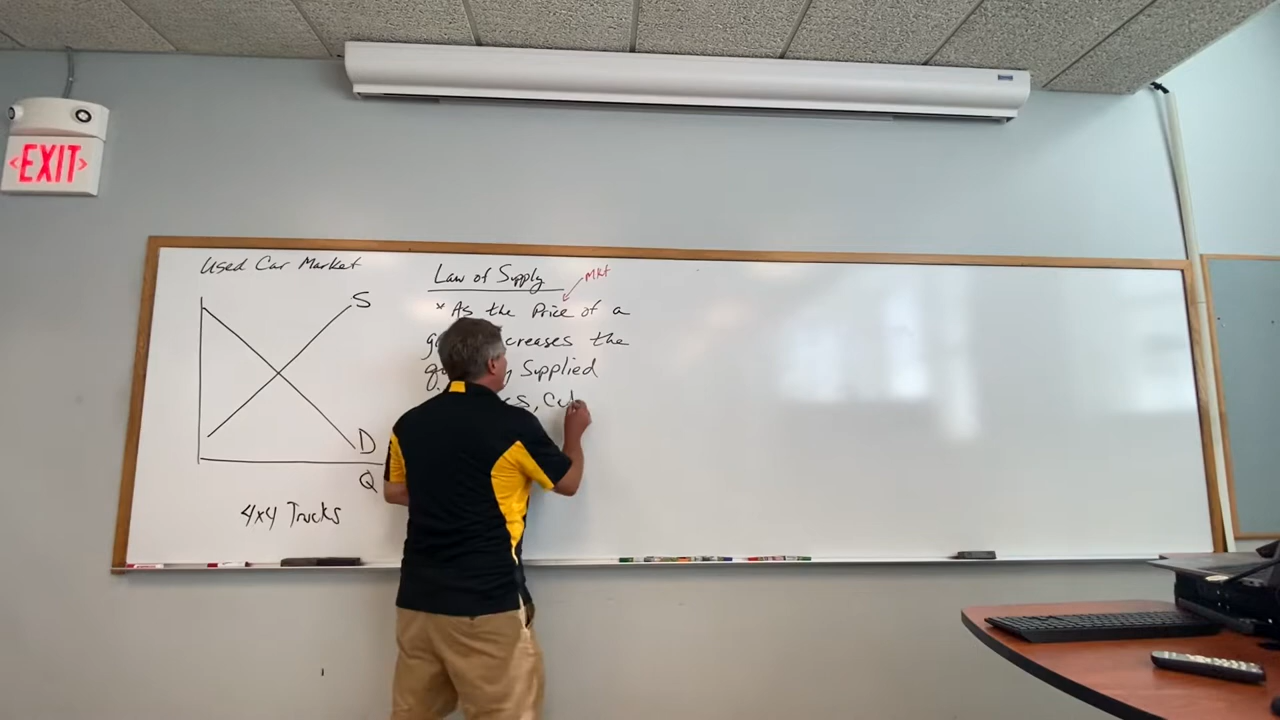 EXIT
Used Car Market
S
D
Q
4x4 Trucks
Law of Supply
Mkt
* As the Price of a
creases the
Supplied